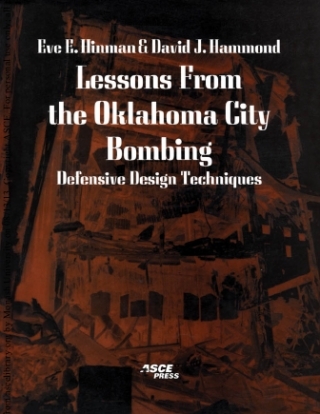 Eve E. Hinman & David J. Hammond
Lessons From
the Oklahoma City
Bombing
Defensive Design Techniques
ASCE
PRESS